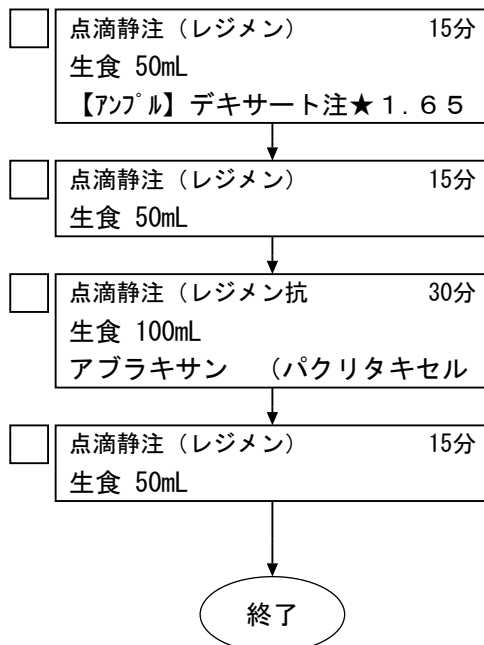 点滴静注（レジメン） 15分
生食 50mL
【ｱﾝﾌﾟﾙ】デキサート注★１.６５
点滴静注（レジメン） 15分
生食 50mL
点滴静注（レジメン抗 30分
生食 100mL
アブラキサン （パクリタキセル
点滴静注（レジメン） 15分
生食 50mL
終了